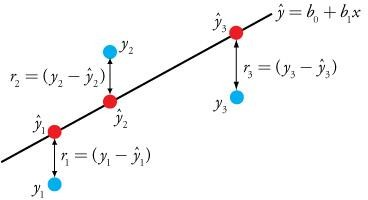 ŷ = b₀ + b₁x
ŷ₃
y₂
r₂ = (y₂ − ŷ₂)
r₃ = (y₃ − ŷ₃)
ŷ₂
y₃
ŷ₁
r₁ = (y₁ − ŷ₁)
y₁